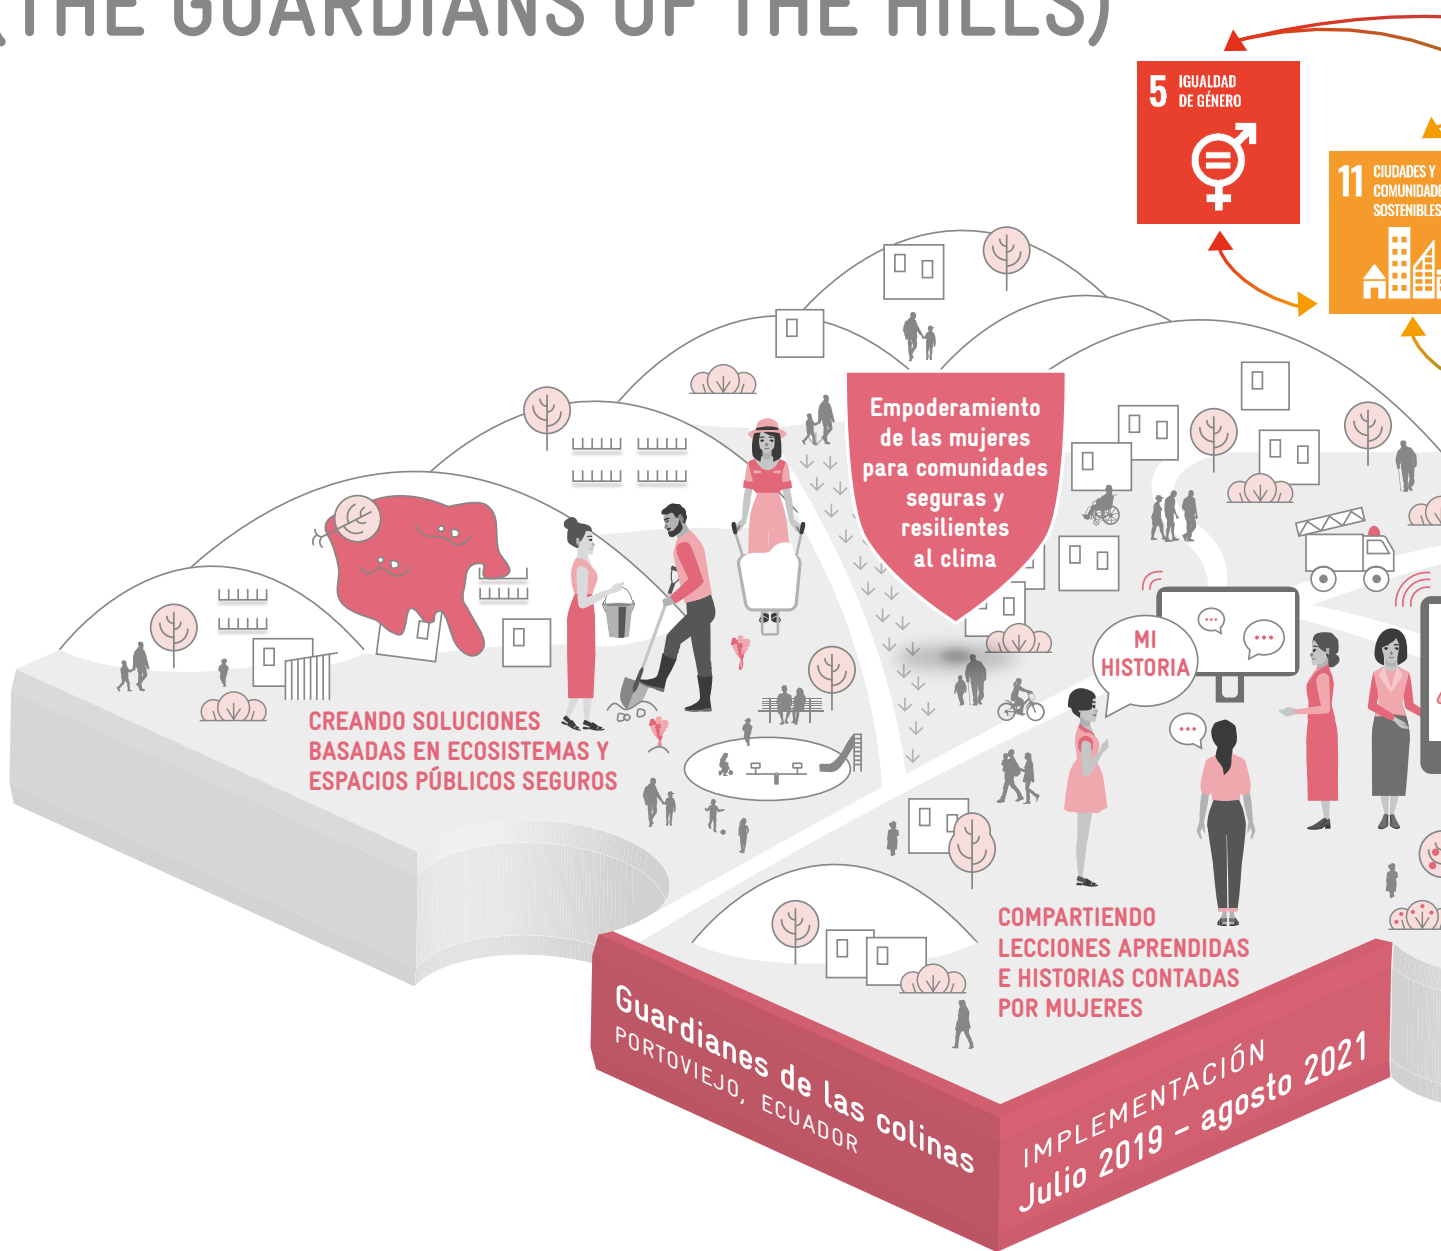 (THE GUARDIANS OF THE HILLS)
5 IGUALDAD
DE GÉNERO
11 CIUDADES Y
COMUNIDADE
SOSTENIBLES
Empoderamiento
de las mujeres
para comunidades
seguras y
resilientes
al clima
MI
HISTORIA
CREANDO SOLUCIONES
BASADAS EN ECOSISTEMAS Y
ESPACIOS PÚBLICOS SEGUROS
COMPARTIENDO
LECCIONES APRENDIDAS
E HISTORIAS CONTADAS
POR MUJERES
Guardianes de las colinas
PORTOVIEJO, ECUADOR
IMPLEMENTACIÓN
Julio 2019 – agosto 2021